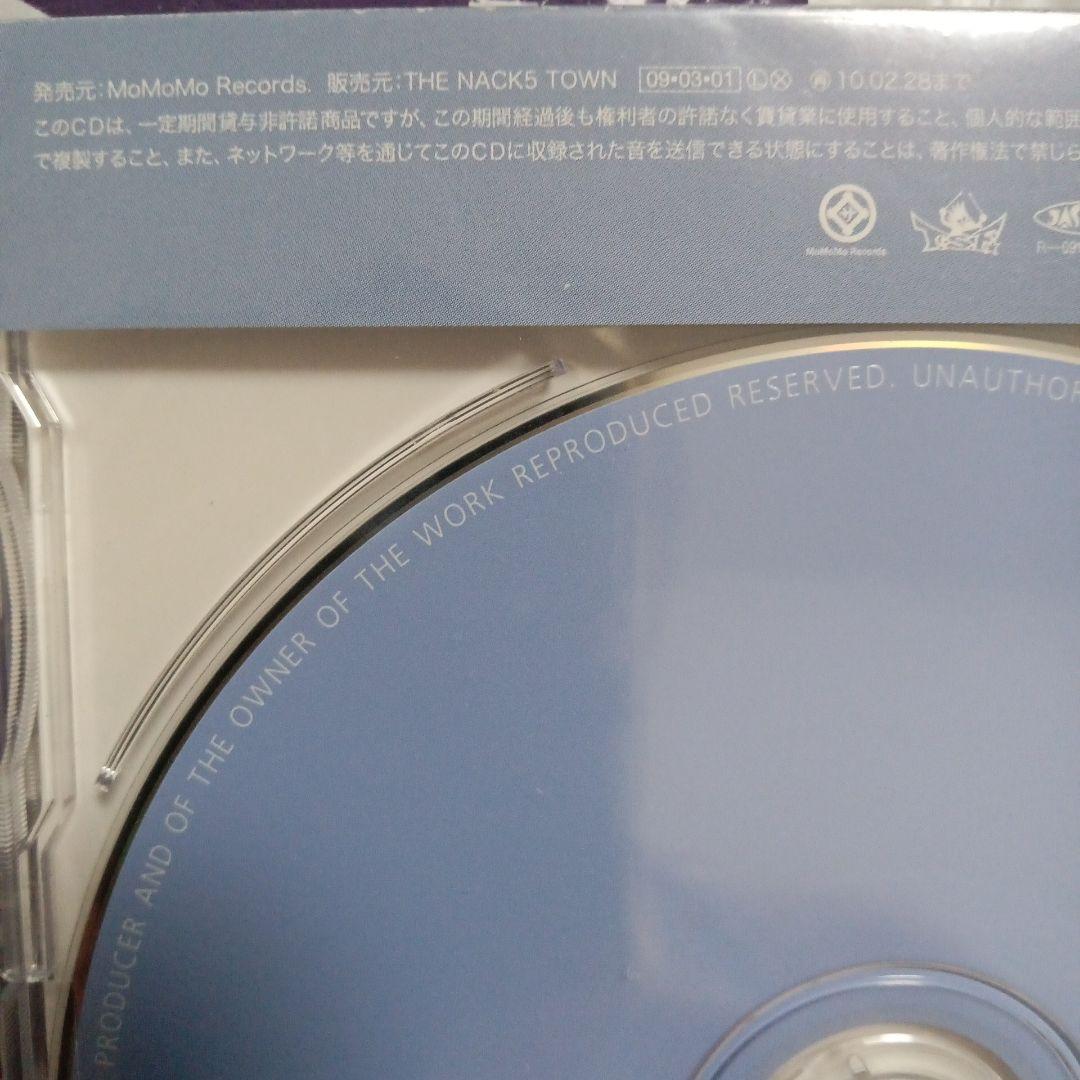 発売元:MoMoMo Records. 販売元:THE NACK5 TOWN 09•03•01 Ⓛ Ⓧ ㊢10.02.28まで
このCDは、一定期間貸与非許諾商品ですが、この期間経過後も権利者の許諾なく賃貸業に使用すること、個人的な範囲
で複製すること、また、ネットワーク等を通じてこのCDに収録された音を送信できる状態にすることは、著作権法で禁じら
MoMoMo Records
JAS
R—09
PRODUCER AND OF THE OWNER OF THE WORK REPRODUCED RESERVED. UNAUTHOR